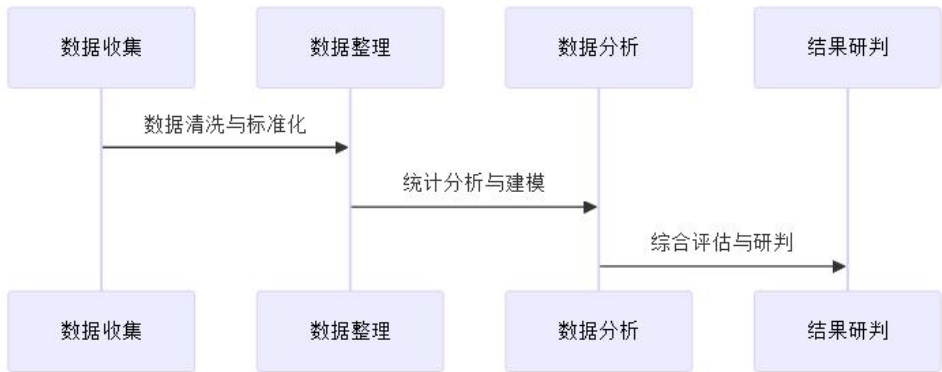 数据收集
数据整理
数据分析
结果研判
数据清洗与标准化
统计分析与建模
综合评估与研判
数据收集
数据整理
数据分析
结果研判